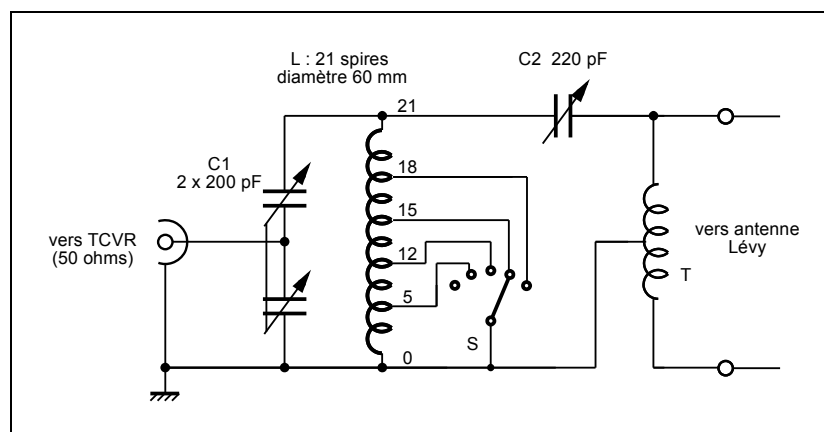 L : 21 spires
diamètre 60 mm
C2 220 pF
21
C1
2 x 200 pF
18
15
vers TCVR
(50 ohms)
12
vers antenne
Lévy
5
T
S
0